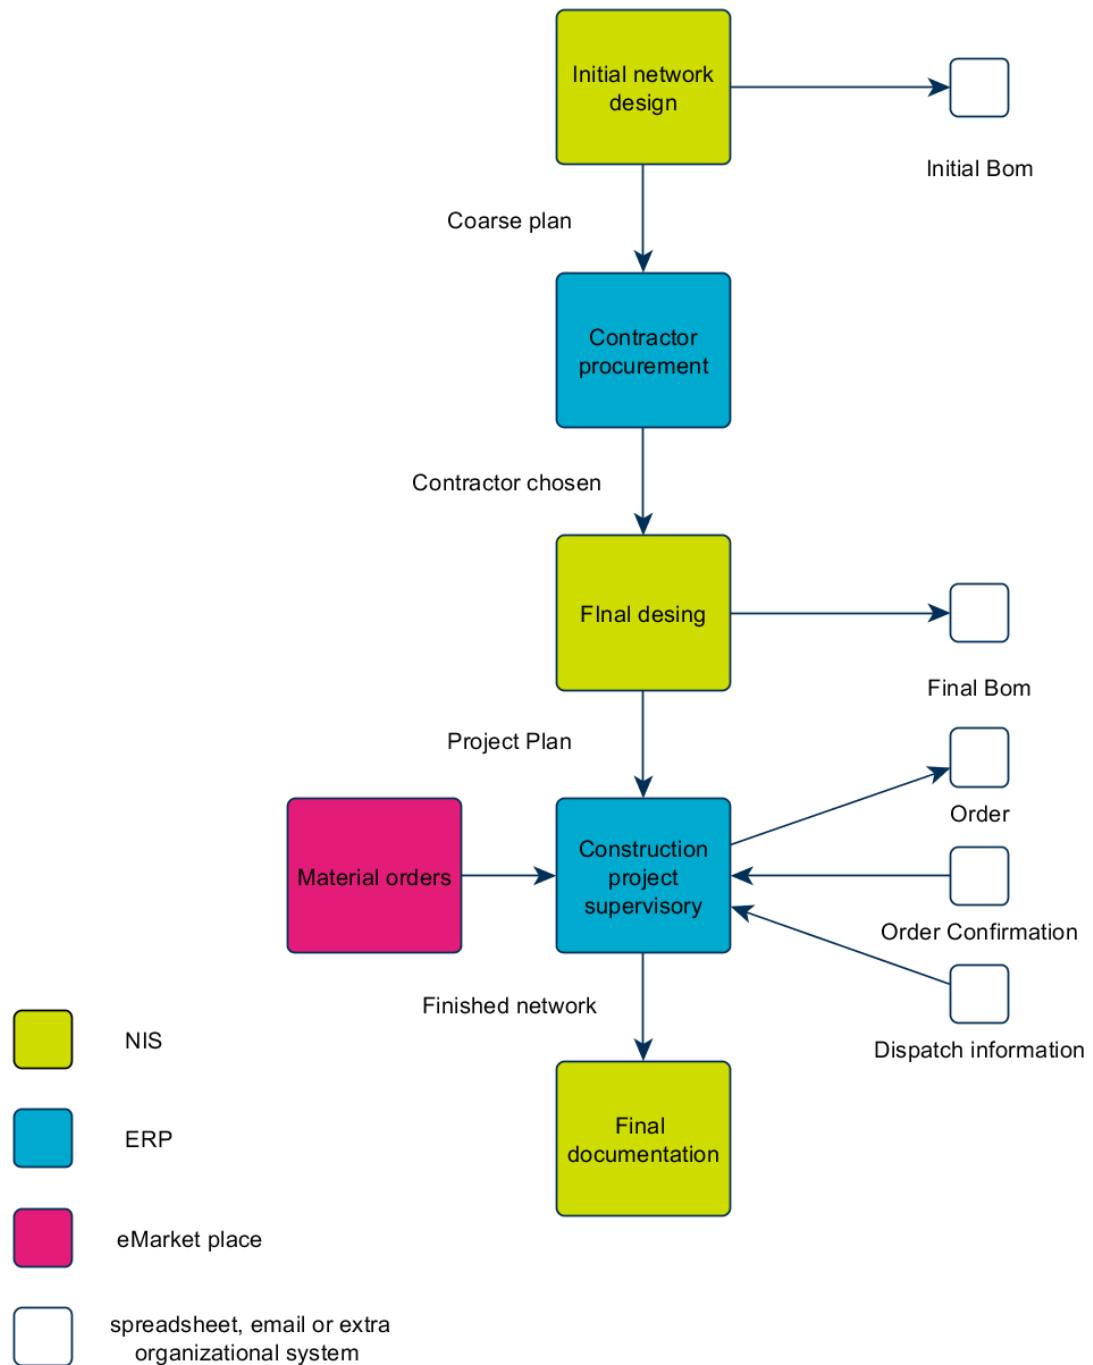 Initial network
design
Initial Bom
Coarse plan
Contractor
procurement
Contractor chosen
FInal desing
Final Bom
Project Plan
Order
Material orders
Construction
project
supervisory
Order Confirmation
Finished network
Dispatch information
NIS
Final
documentation
ERP
eMarket place
spreadsheet, email or extra
organizational system